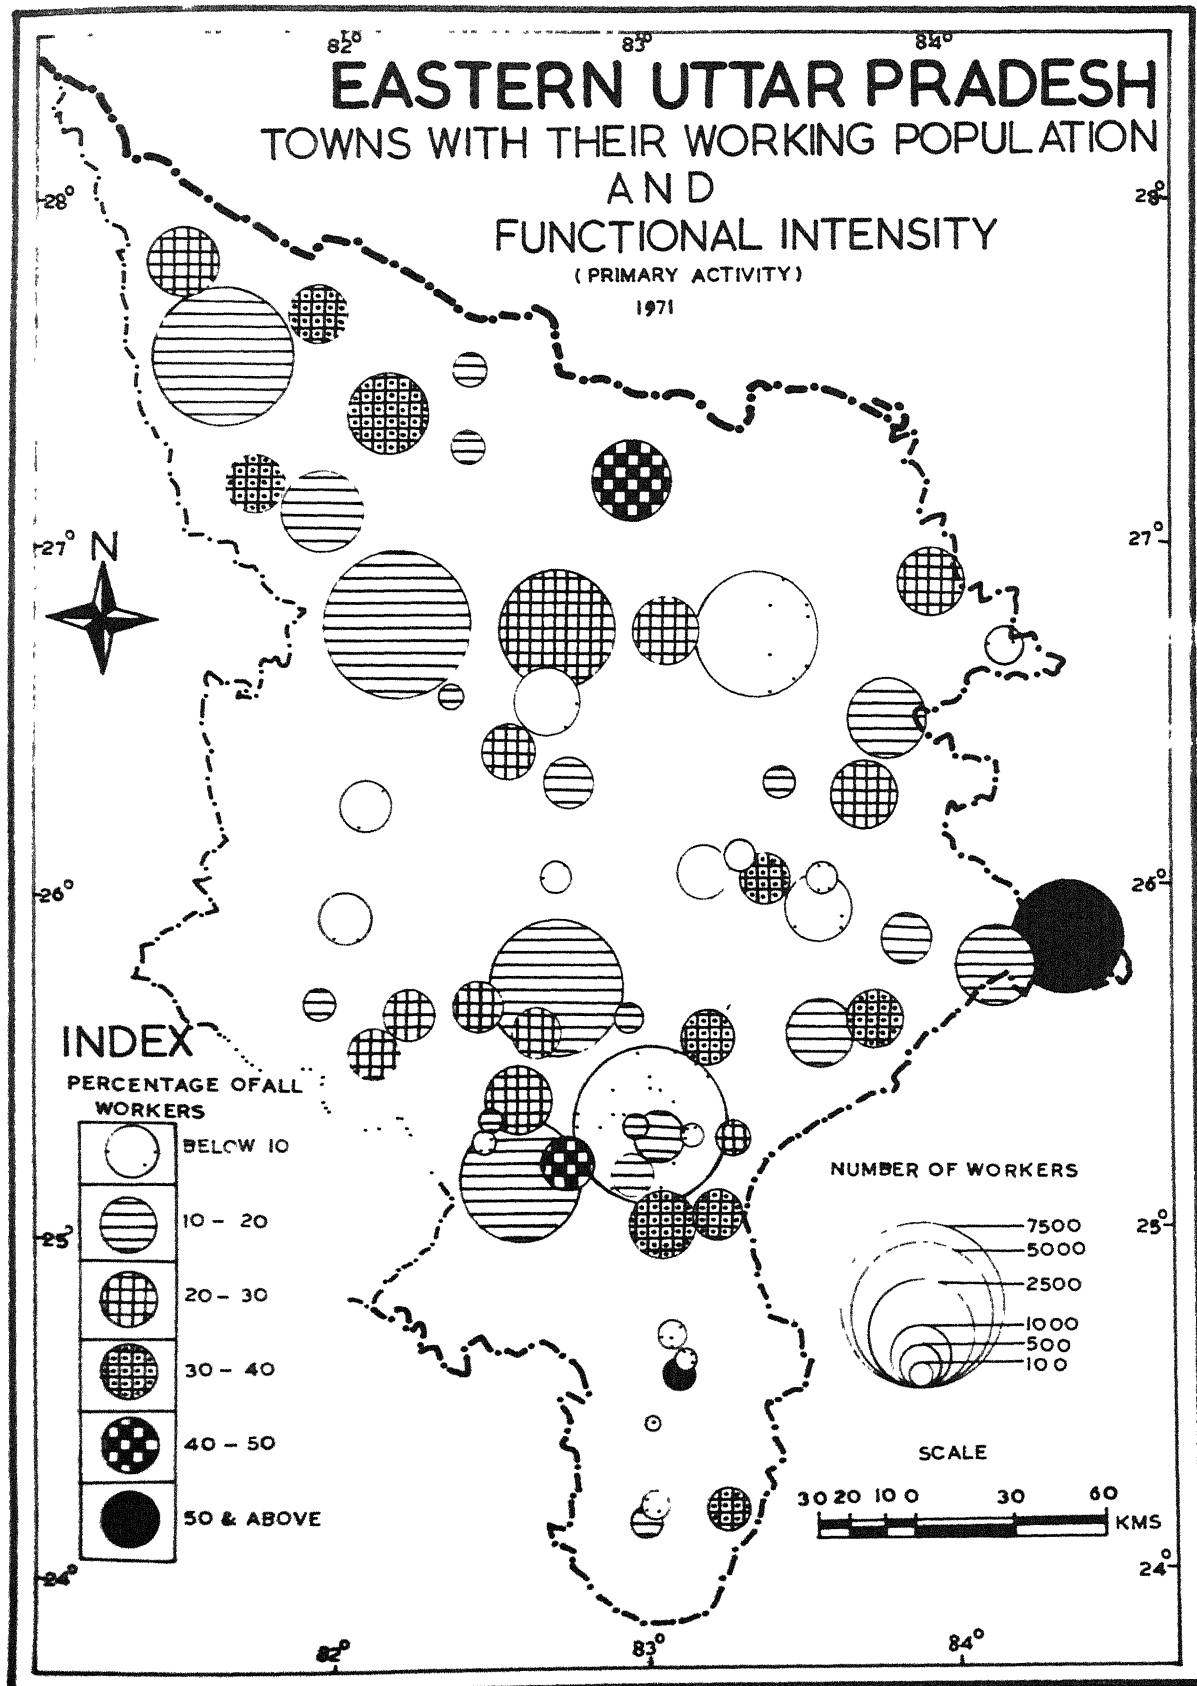 82° 83° 84°
EASTERN UTTAR PRADESH
TOWNS WITH THEIR WORKING POPULATION
AND
FUNCTIONAL INTENSITY
(PRIMARY ACTIVITY)
1971
28° 28°
27° 27°
N
26° 26°
INDEX
PERCENTAGE OF ALL
WORKERS
BELOW 10
10 - 20
20 - 30
30 - 40
40 - 50
50 & ABOVE
NUMBER OF WORKERS
7500
5000
2500
1000
500
100
25° 25°
SCALE
30 20 10 0 30 60
KMS
24° 24°
82° 83° 84°